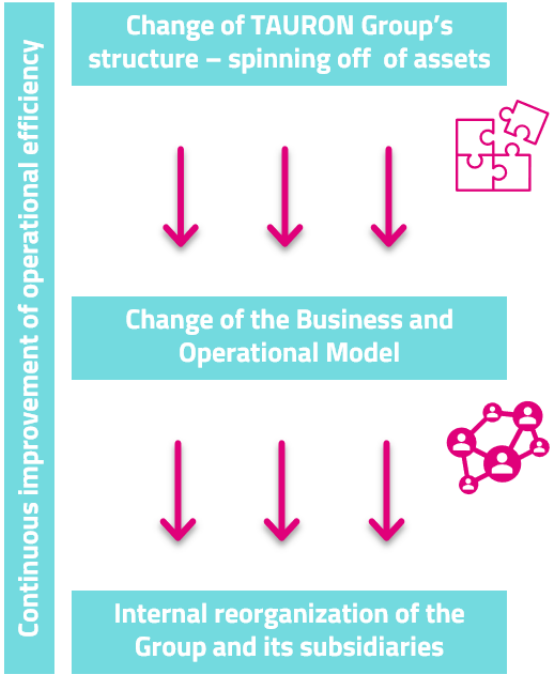 Continuous improvement of operational efficiency
Change of TAURON Group's
structure – spinning off of assets
Change of the Business and
Operational Model
Internal reorganization of the
Group and its subsidiaries